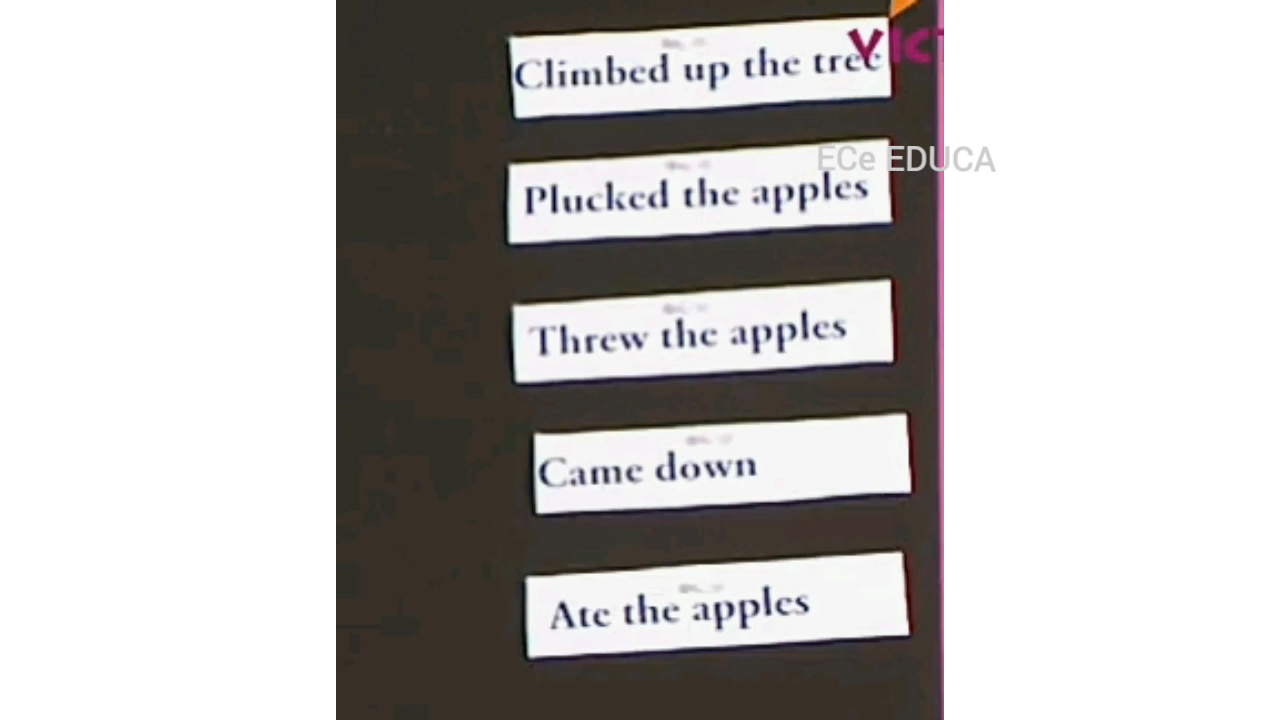 Climbed up the tree
Plucked the apples
ECe EDUCA
Threw the apples
Came down
Ate the apples